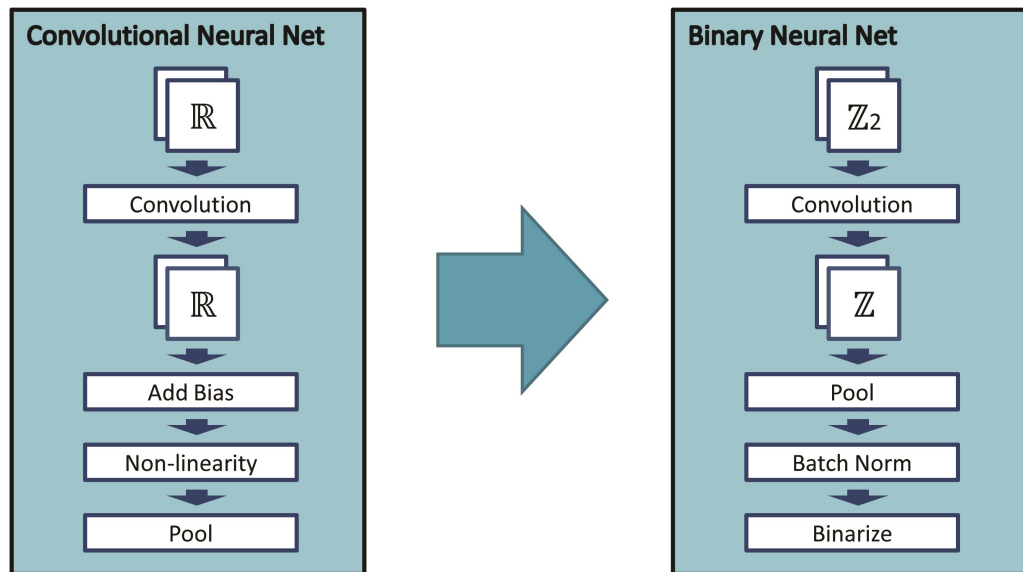 Convolutional Neural Net
ℝ
Convolution
ℝ
Add Bias
Non-linearity
Pool
Binary Neural Net
ℤ2
Convolution
ℤ
Pool
Batch Norm
Binarize